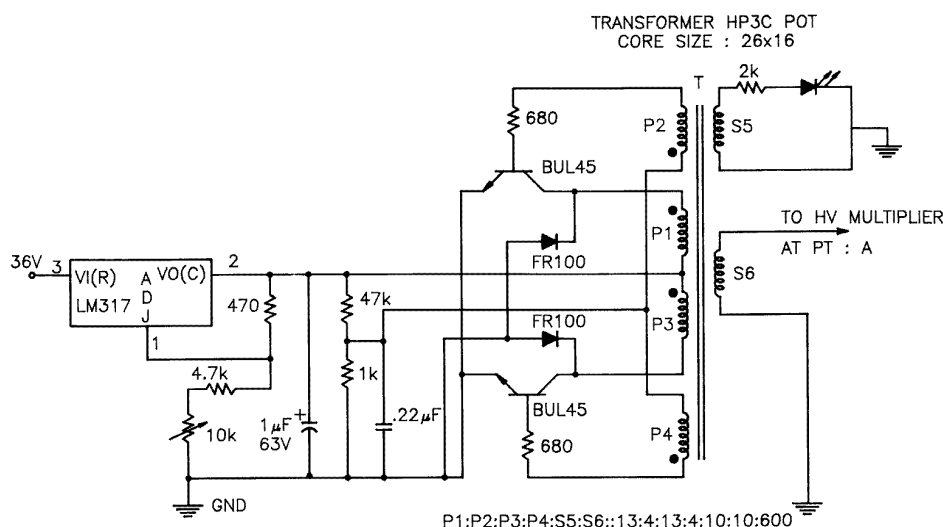 TRANSFORMER HP3C POT
CORE SIZE : 26x16
T
2k
680
P2
S5
BUL45
P1
TO HV MULTIPLIER
AT PT : A
FR100
S6
36V
3
VI(R)
A
D
J
VO(C)
LM317
2
470
47k
P3
FR100
1
4.7k
1k
10k
1µF
+
63V
.22µF
BUL45
680
P4
GND
P1:P2:P3:P4:S5:S6::13:4:13:4:10:10:600